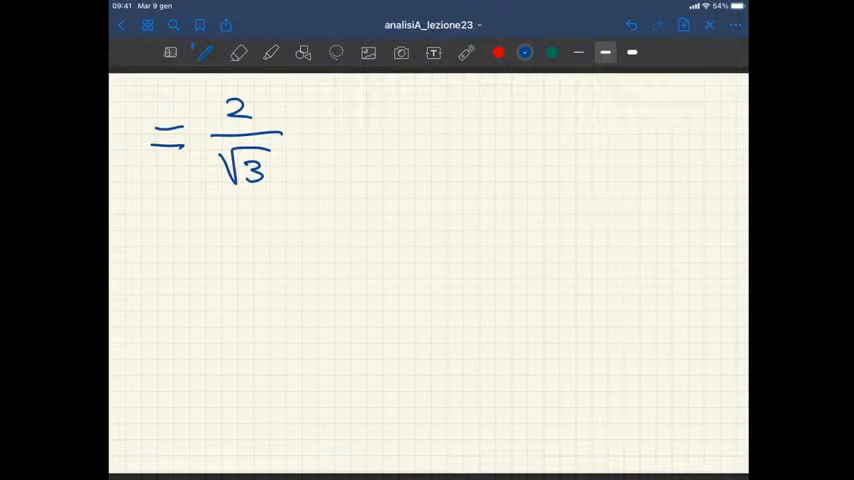 09:41 Mar 9 gen 54%
analisiA_lezione23
= 2/√3